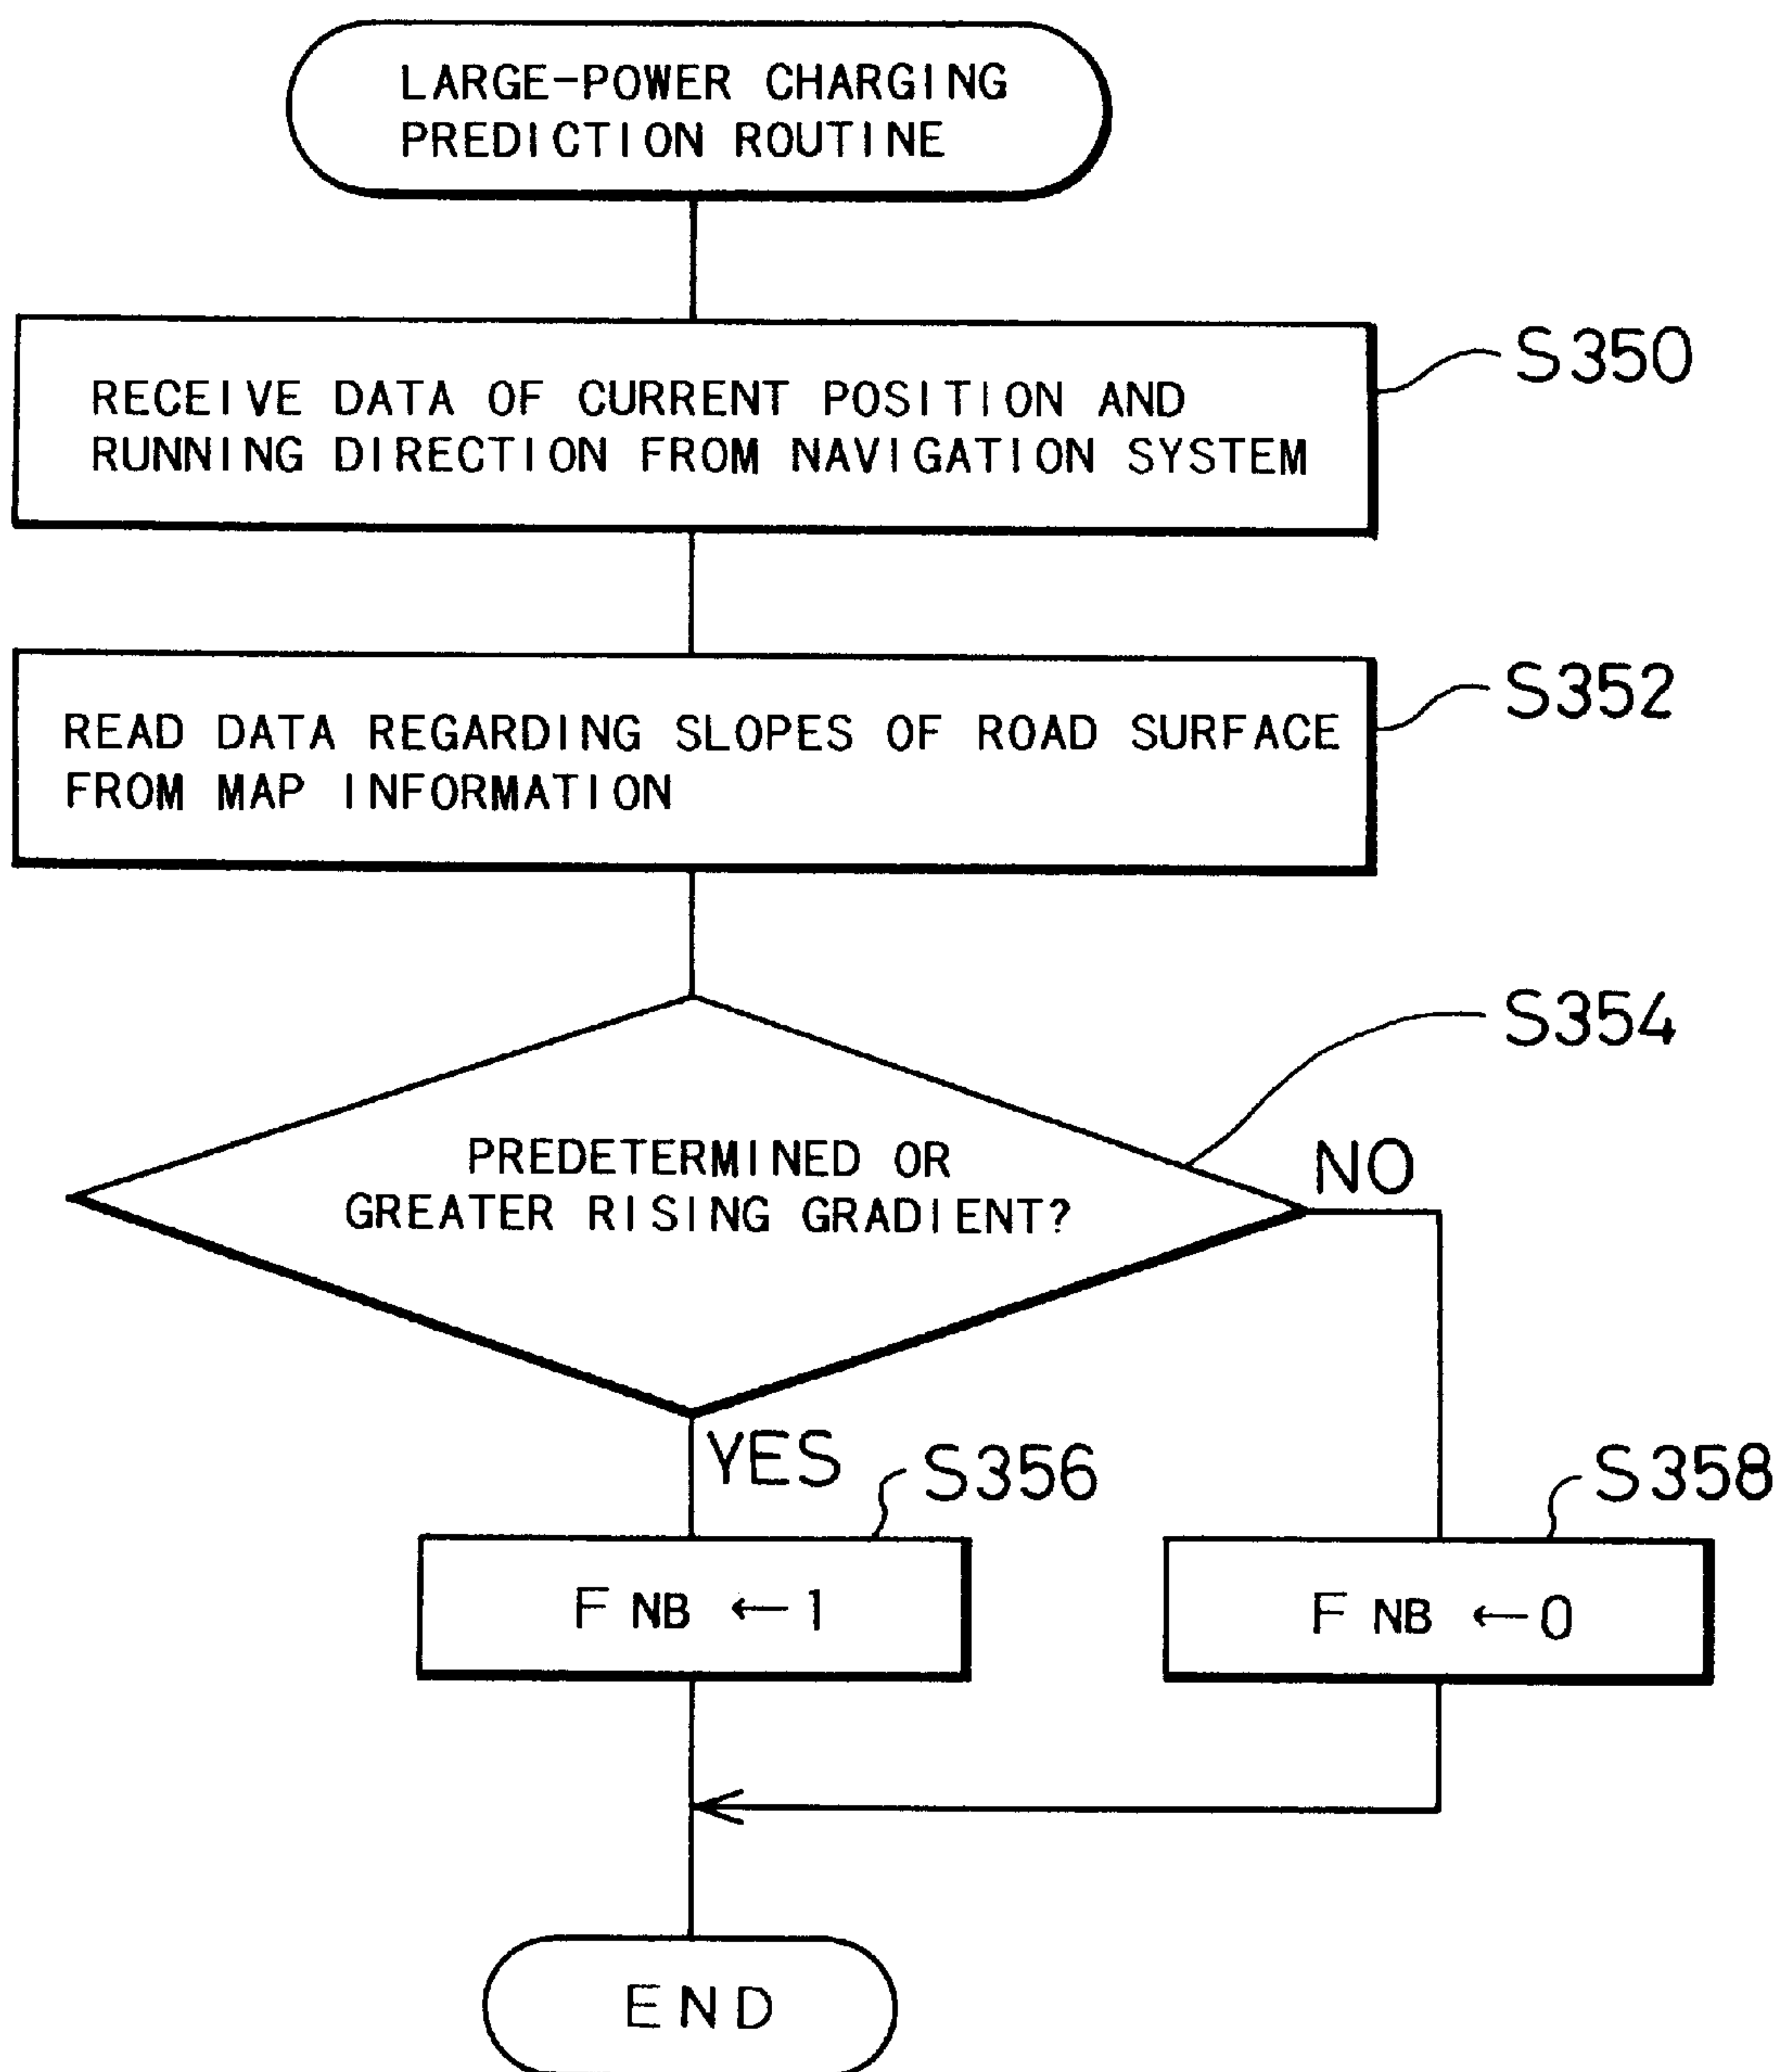 LARGE-POWER CHARGING
PREDICTION ROUTINE
S350
RECEIVE DATA OF CURRENT POSITION AND
RUNNING DIRECTION FROM NAVIGATION SYSTEM
S352
READ DATA REGARDING SLOPES OF ROAD SURFACE
FROM MAP INFORMATION
S354
PREDETERMINED OR
GREATER RISING GRADIENT?
NO
YES
S356
S358
F NB ←1
F NB ←0
END